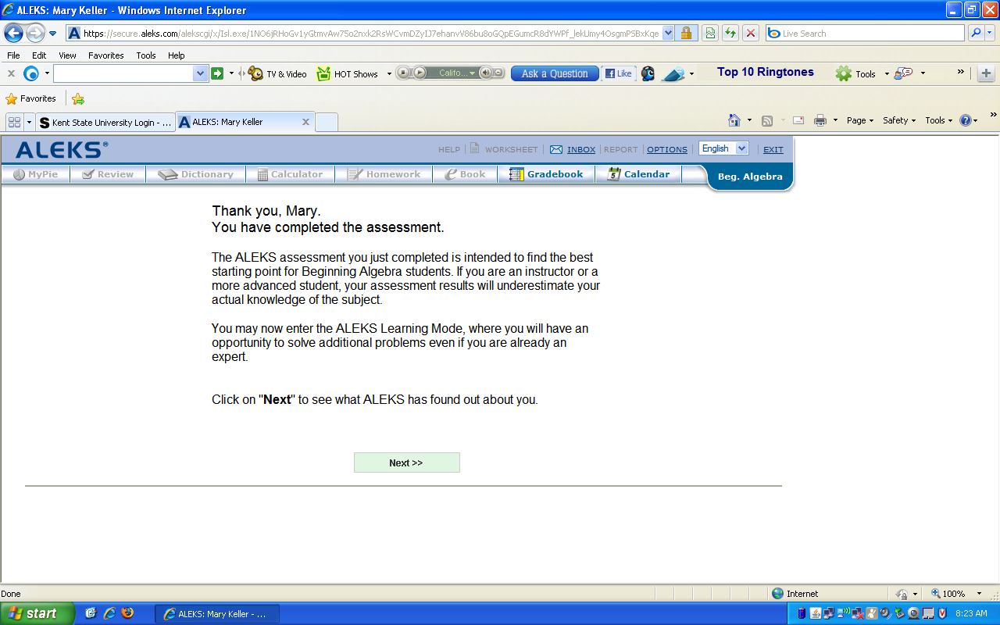 ALEKS: Mary Keller - Windows Internet Explorer
https://secure.aleks.com/alekscgi/x/Isl.exe/
Live Search
File Edit View Favorites Tools Help
TV & Video HOT Shows Califo... Ask a Question Like Top 10 Ringtones Tools »
Favorites
Kent State University Login - ... ALEKS: Mary Keller X Page Safety Tools »
ALEKS® HELP | WORKSHEET | INBOX | REPORT | OPTIONS | English | EXIT
MyPie Review Dictionary Calculator Homework eBook Gradebook 5 Calendar Beg. Algebra
Thank you, Mary.
You have completed the assessment.
The ALEKS assessment you just completed is intended to find the best
starting point for Beginning Algebra students. If you are an instructor or a
more advanced student, your assessment results will underestimate your
actual knowledge of the subject.
You may now enter the ALEKS Learning Mode, where you will have an
opportunity to solve additional problems even if you are already an
expert.
Click on "Next" to see what ALEKS has found out about you.
Next >>
Done Internet 100%
start ALEKS: Mary Keller - ... 8:23 AM